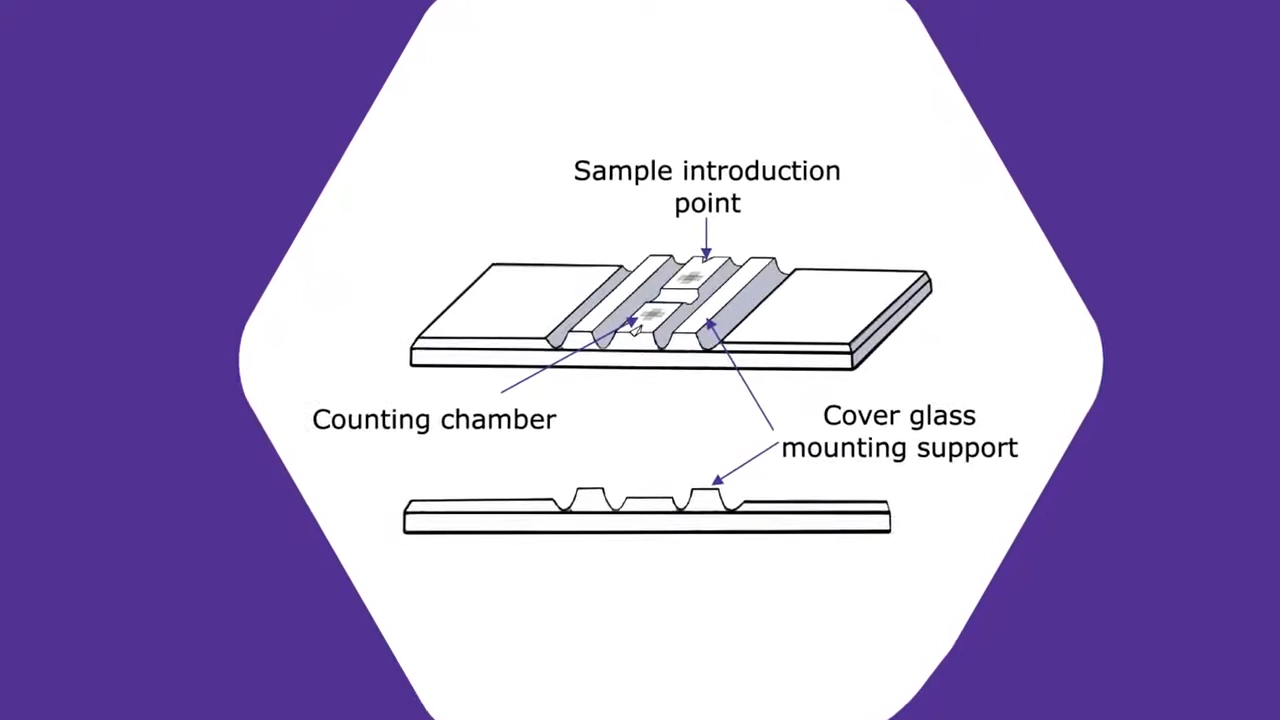 Sample introduction
point
Counting chamber
Cover glass
mounting support